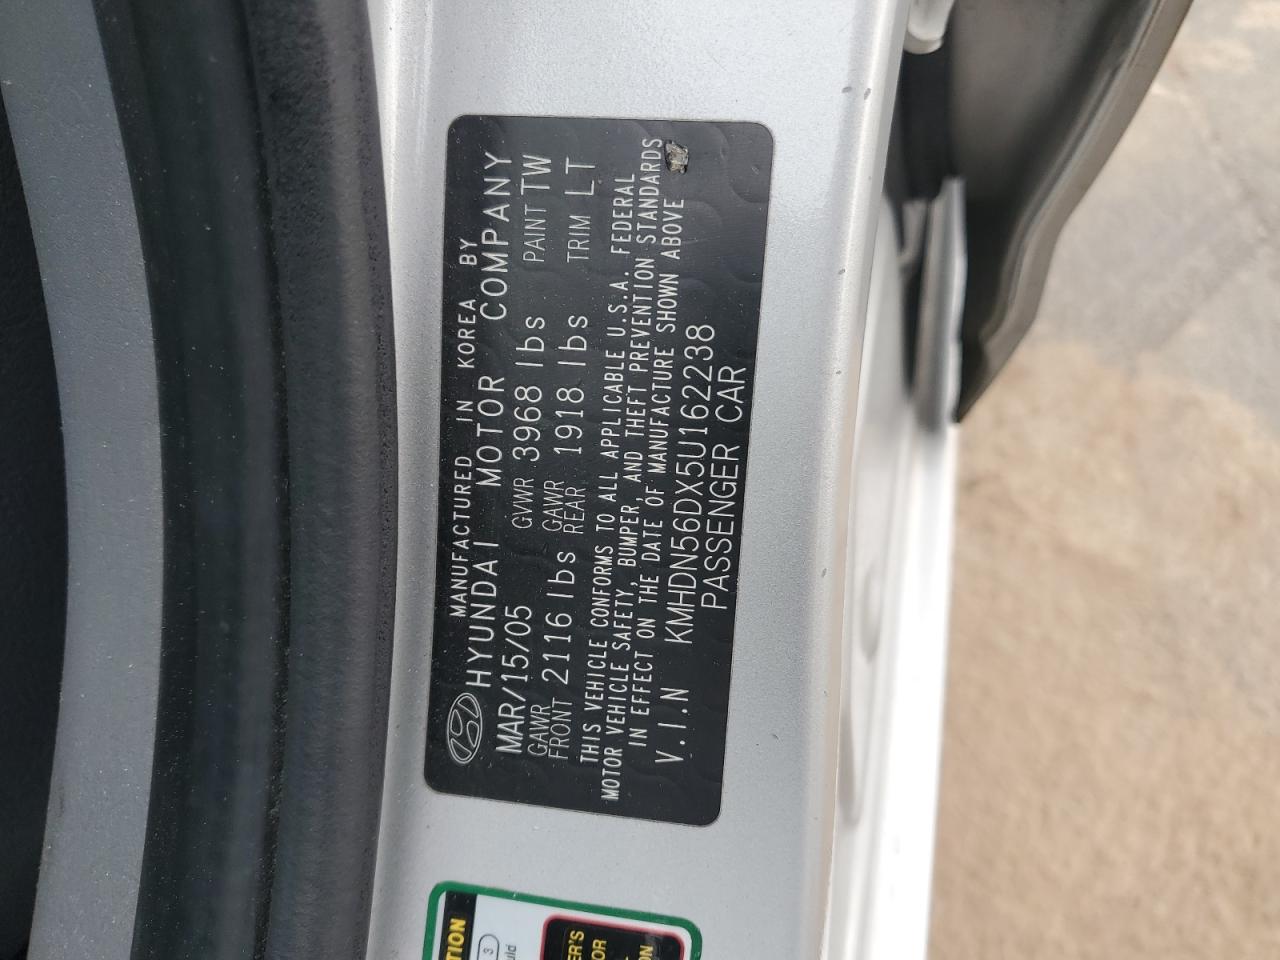 MANUFACTURED IN KOREA BY
HYUNDAI MOTOR COMPANY
MAR/15/05 GVWR 3968 lbs PAINT TW
GAWR FRONT 2116 lbs GAWR REAR 1918 lbs TRIM LT
THIS VEHICLE CONFORMS TO ALL APPLICABLE U.S.A. FEDERAL
MOTOR VEHICLE SAFETY, BUMPER, AND THEFT PREVENTION STANDARDS
IN EFFECT ON THE DATE OF MANUFACTURE SHOWN ABOVE
V.I.N KMHDN56DX5U162238
PASSENGER CAR